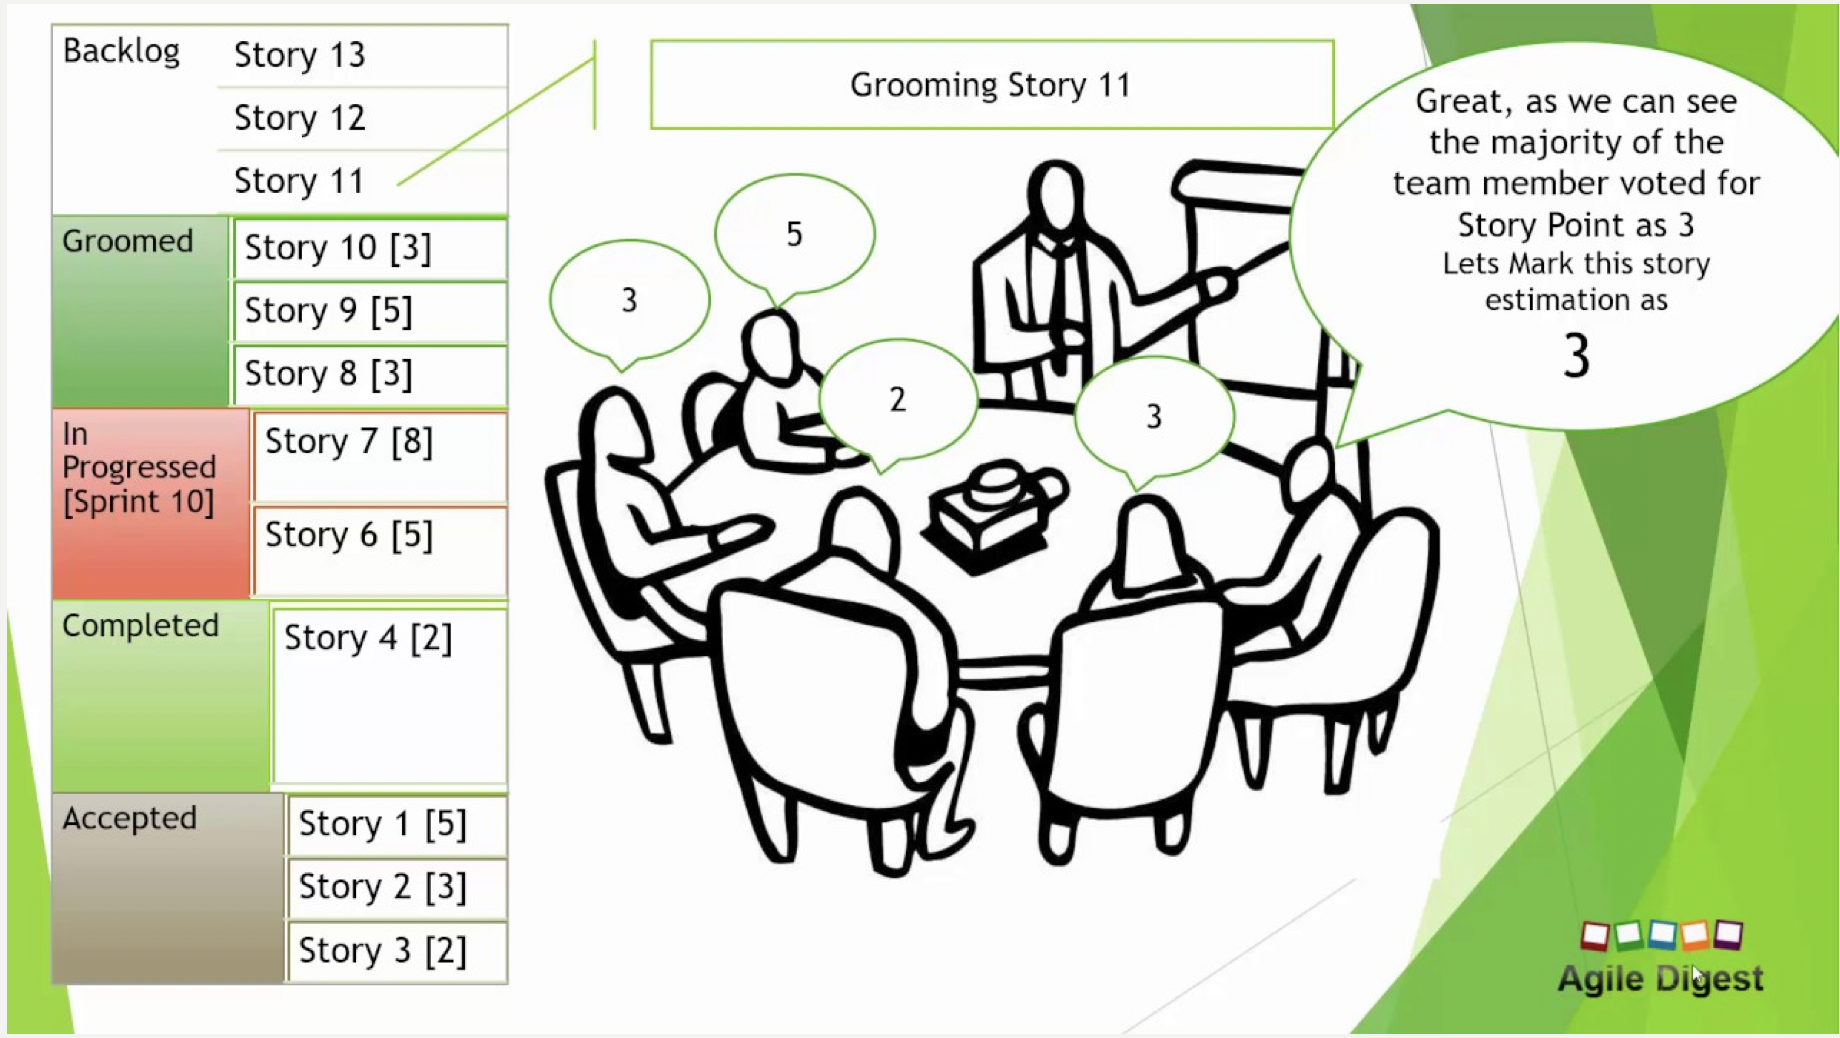 Backlog
Story 13
Story 12
Story 11
Groomed
Story 10 [3]
Story 9 [5]
Story 8 [3]
In
Progressed
[Sprint 10]
Story 7 [8]
Story 6 [5]
Completed
Story 4 [2]
Accepted
Story 1 [5]
Story 2 [3]
Story 3 [2]
Grooming Story 11
3
5
2
3
Great, as we can see
the majority of the
team member voted for
Story Point as 3
Lets Mark this story
estimation as
3
Agile Digest